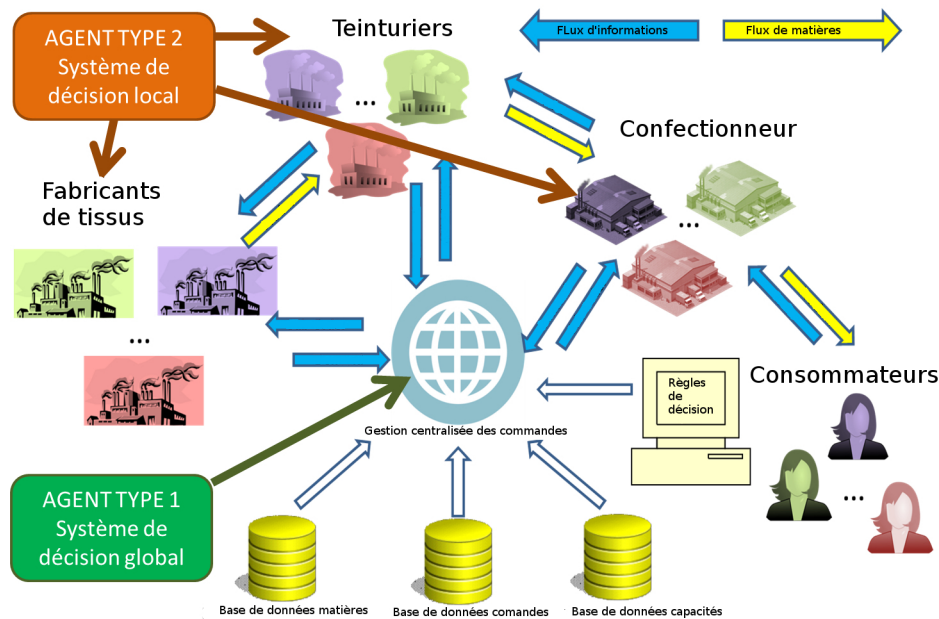 AGENT TYPE 2
Système de
décision local
Teinturiers
FLux d'informations
Flux de matières
...
Confectionneur
Fabricants
de tissus
...
...
Consommateurs
Règles
de
décision
Gestion centralisée des commandes
AGENT TYPE 1
Système de
décision global
...
Base de données matières
Base de données comandes
Base de données capacités